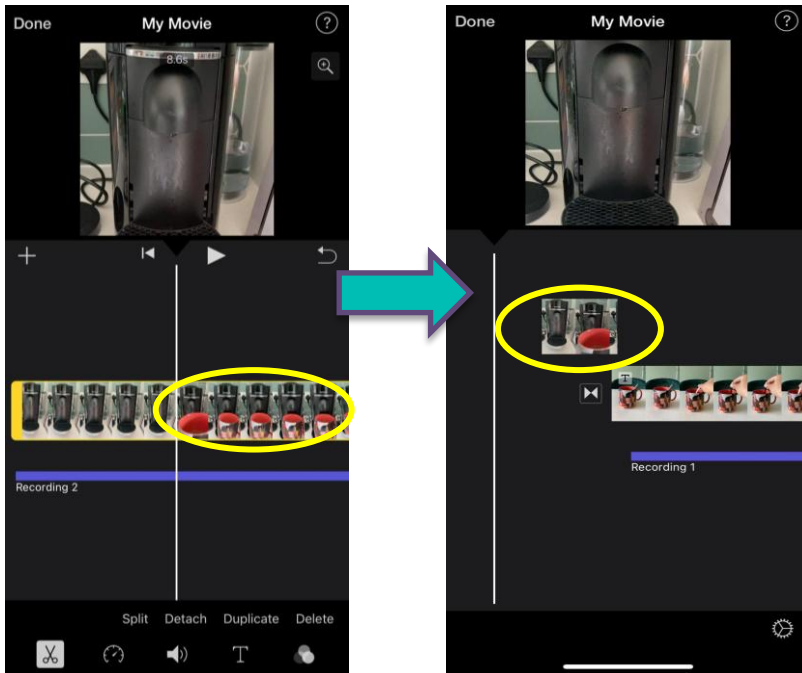 Done My Movie ?
8.6s
Recording 2
Split Detach Duplicate Delete
T
Done My Movie ?
T
Recording 1